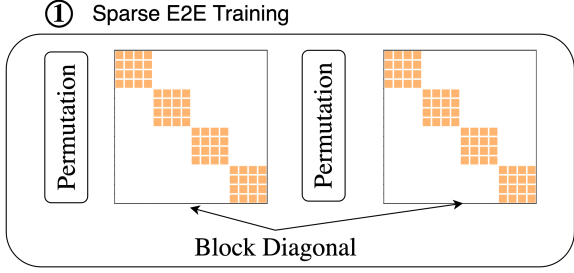 ① Sparse E2E Training
Permutation
Permutation
Block Diagonal